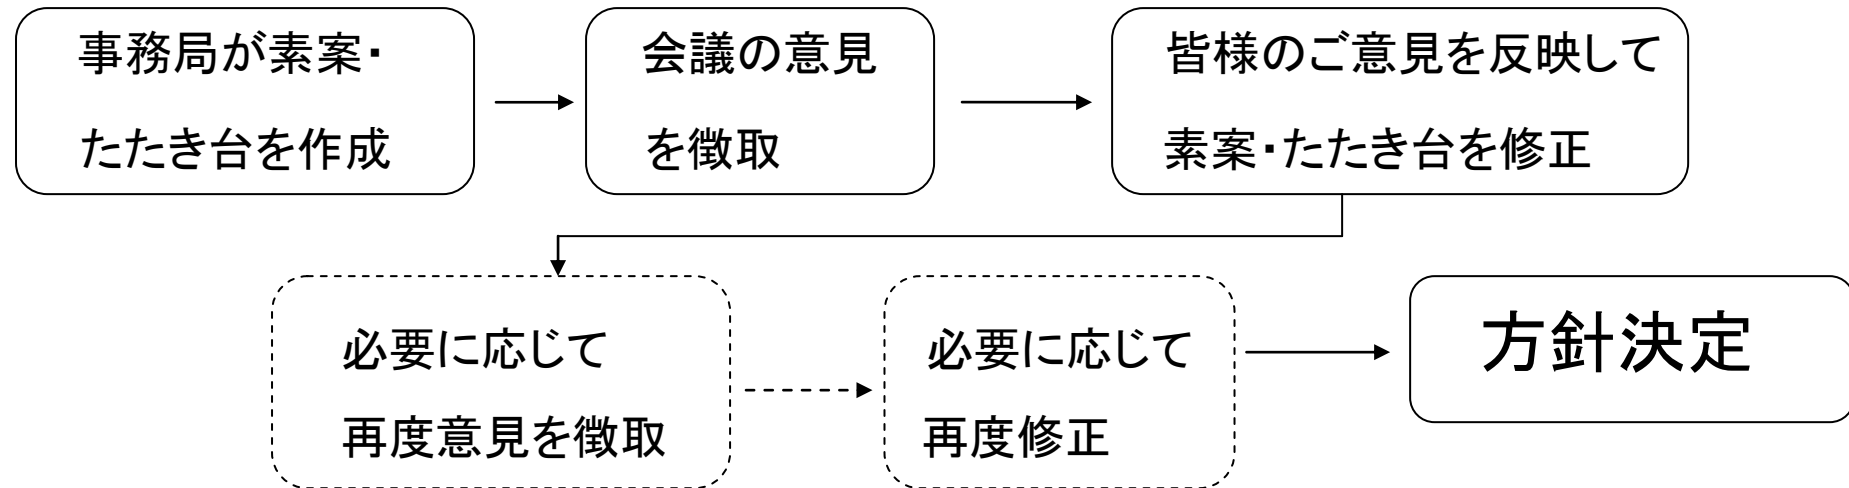 事務局が素案・
たたき台を作成
会議の意見
を徴取
皆様のご意見を反映して
素案・たたき台を修正
必要に応じて
再度意見を徴取
必要に応じて
再度修正
方針決定